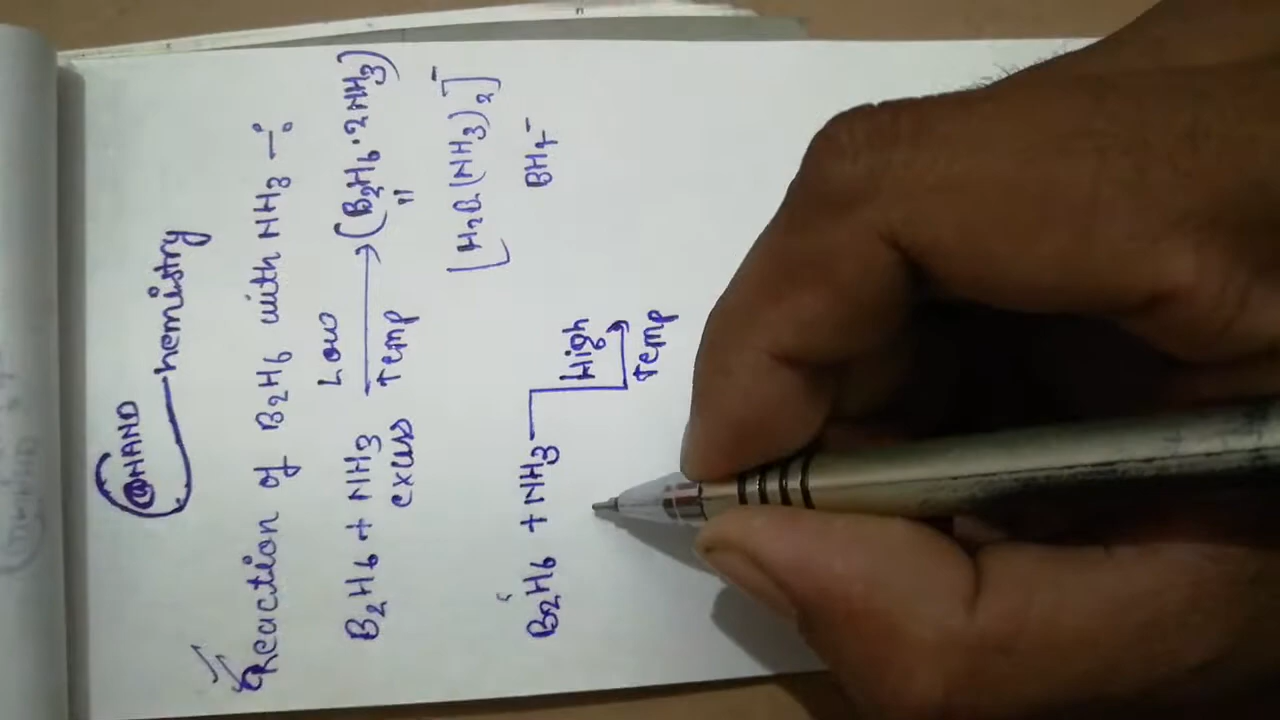 @HAND
hemistry
Reaction of B2H6 with NH3 –:
B2H6 + NH3 Low Temp → (B2H6·2NH3)
excess
[H2B(NH3)2]–
BH4–
B2H6 + NH3 High Temp →